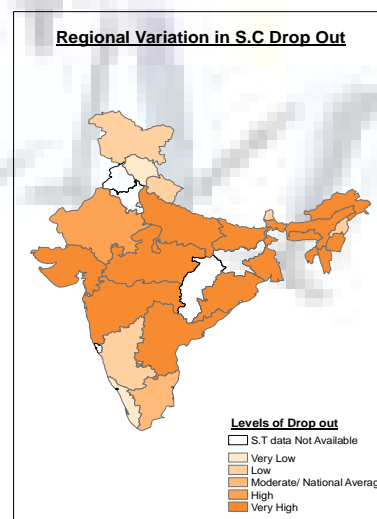 Regional Variation in S.C Drop Out
Levels of Drop out
S.T data Not Available
Very Low
Low
Moderate/ National Averag
High
Very High